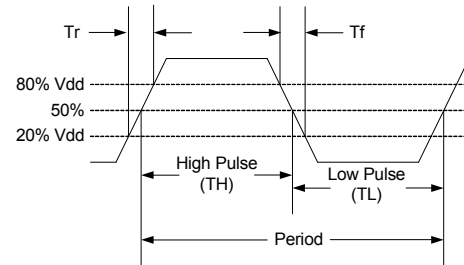 Tr
Tf
80% Vdd
50%
20% Vdd
High Pulse
(TH)
Low Pulse
(TL)
Period